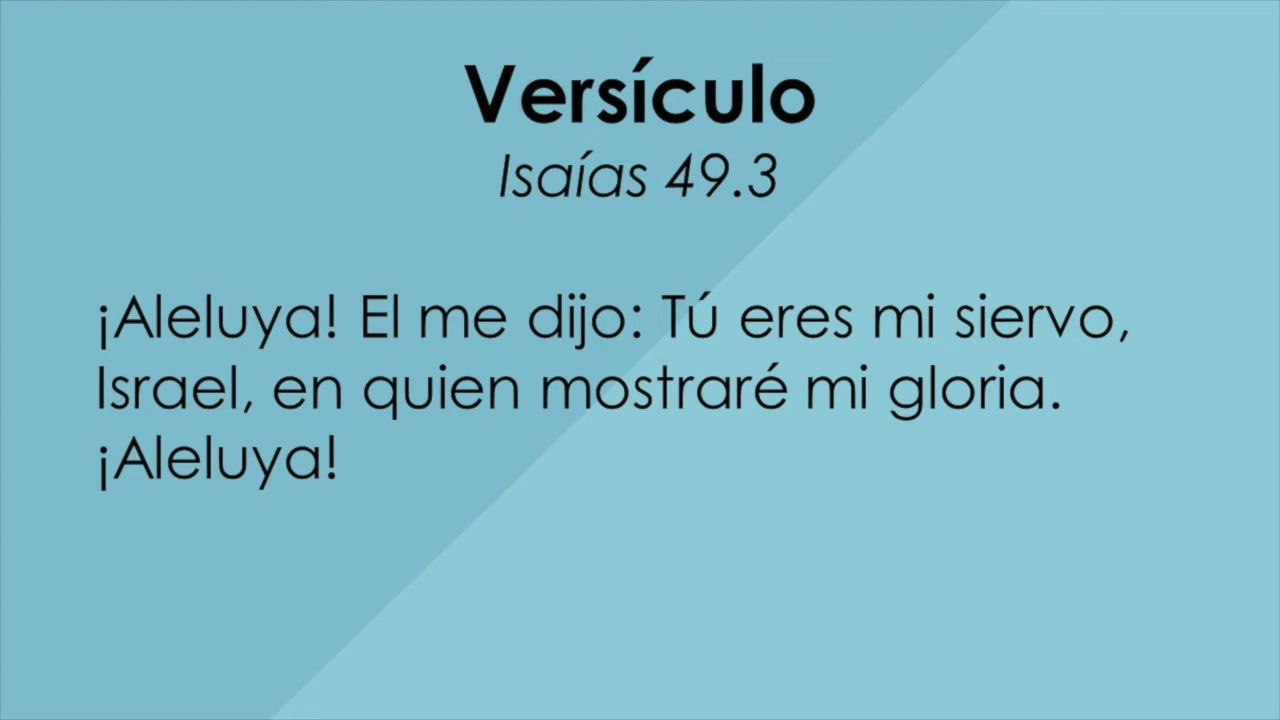 Versículo
Isaías 49.3
¡Aleluya! El me dijo: Tú eres mi siervo,
Israel, en quien mostraré mi gloria.
¡Aleluya!